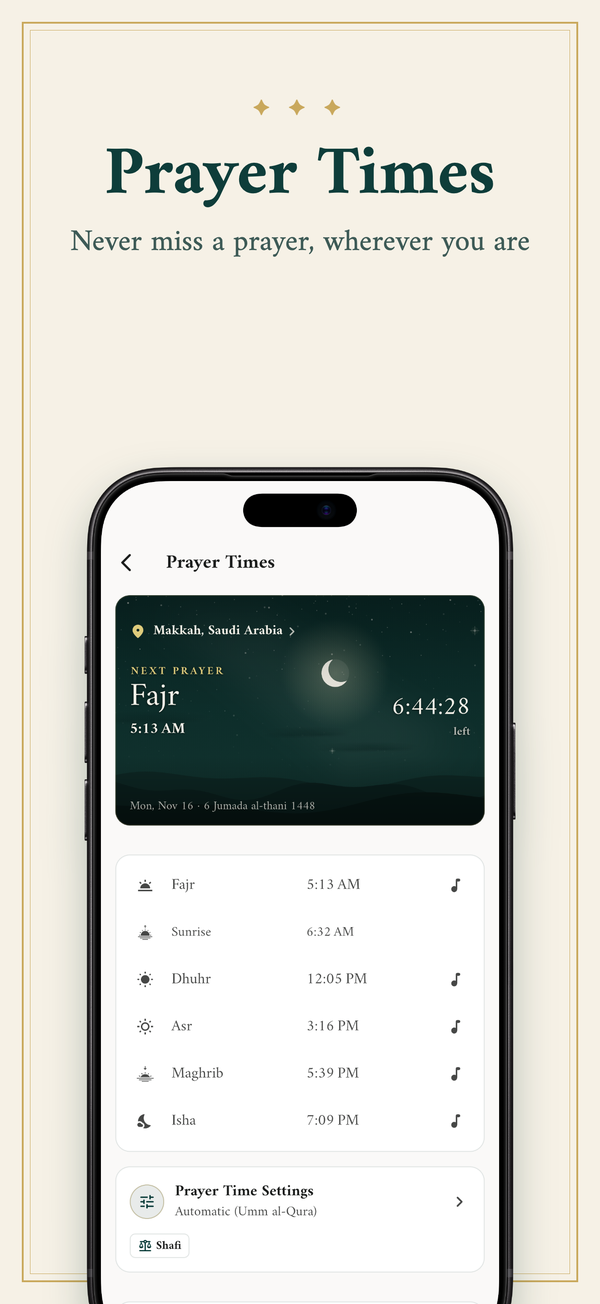 Prayer Times
Never miss a prayer, wherever you are
Prayer Times
Makkah, Saudi Arabia
NEXT PRAYER
Fajr
5:13 AM
6:44:28
left
Mon, Nov 16 · 6 Jumada al-thani 1448
Fajr 5:13 AM
Sunrise 6:32 AM
Dhuhr 12:05 PM
Asr 3:16 PM
Maghrib 5:39 PM
Isha 7:09 PM
Prayer Time Settings
Automatic (Umm al-Qura)
Shafi